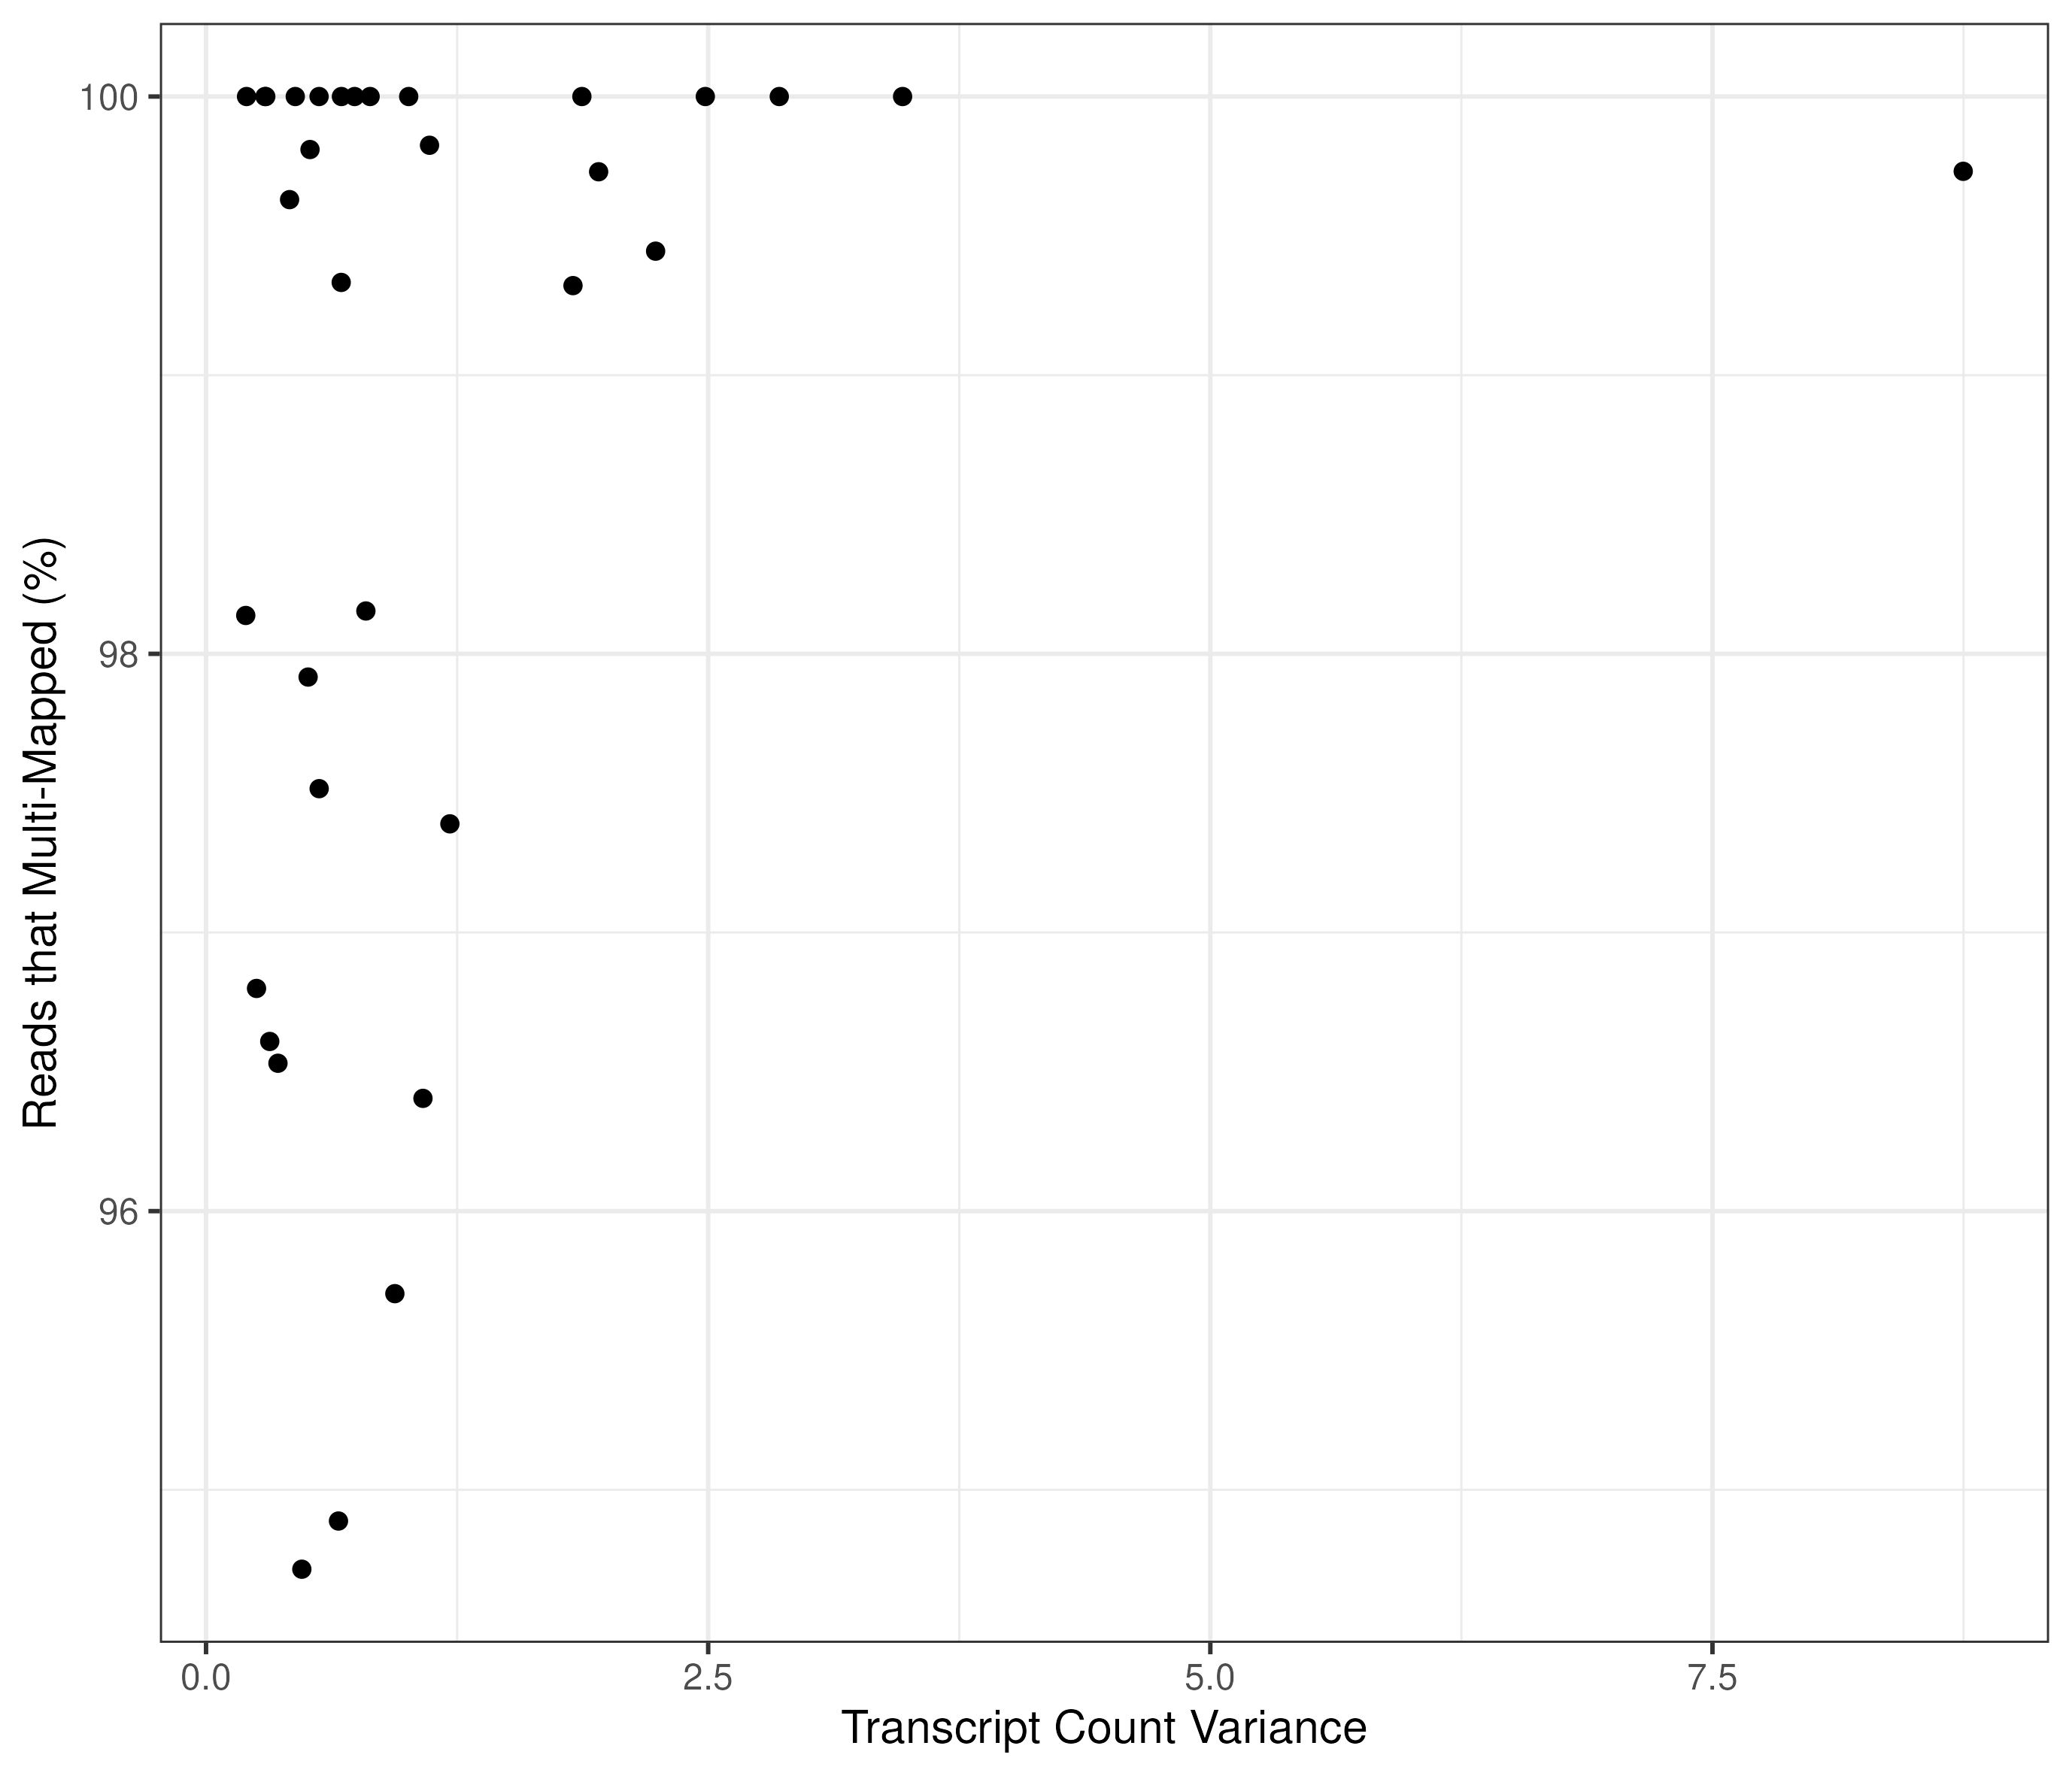 Reads that Multi-Mapped (%)
100
98
96
0.0 2.5 5.0 7.5
Transcript Count Variance